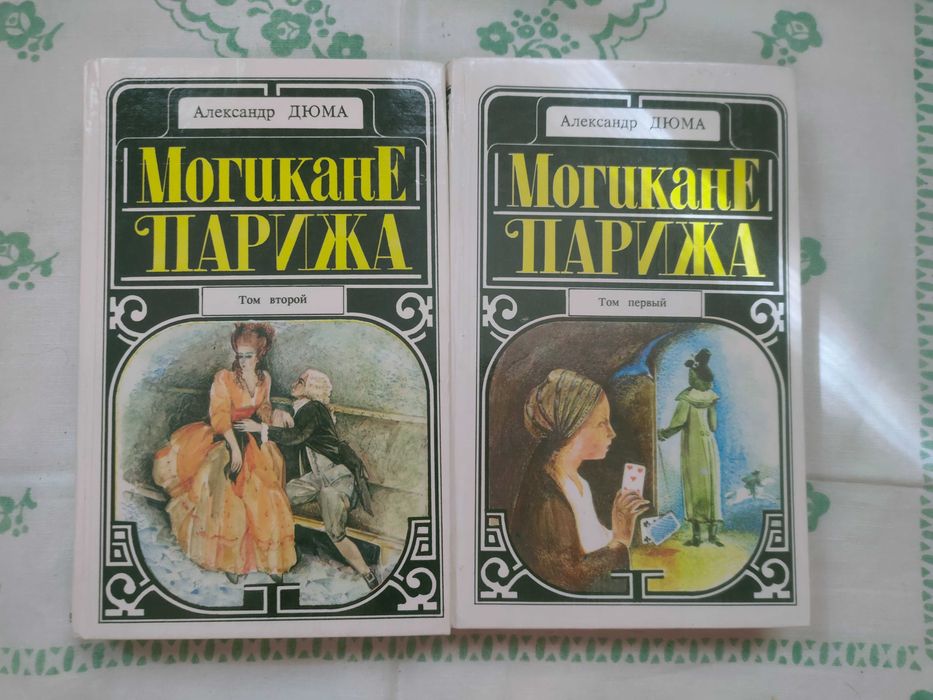 Александр ДЮМА
МогиканЕ
ПАРИЖА
Том второй
Александр ДЮМА
МогиканЕ
ПАРИЖА
Том первый